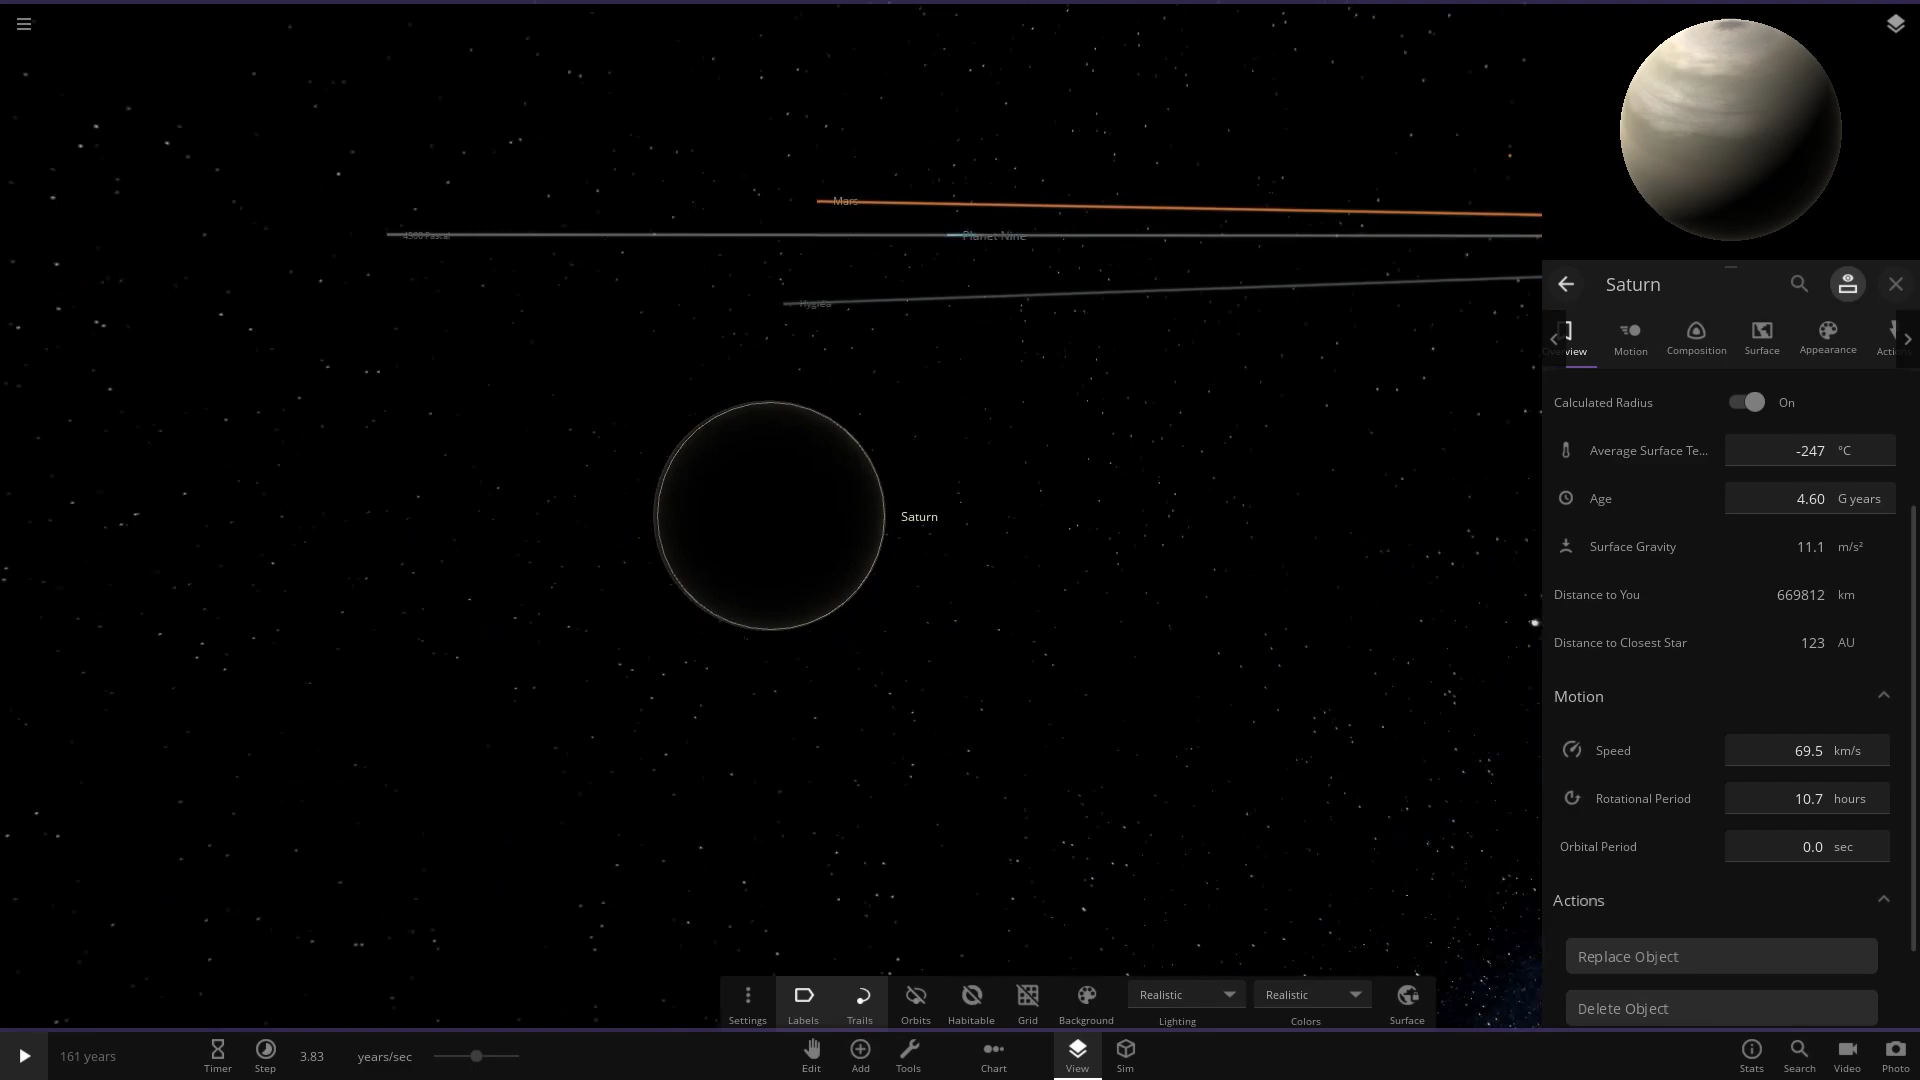 Mars
4500 Pascal
Planet Nine
Hygiea
Saturn
Saturn
Overview
Motion
Composition
Surface
Appearance
Calculated Radius
On
Average Surface Te...
-247 °C
Age
4.60 G years
Surface Gravity
11.1 m/s²
Distance to You
669812 km
Distance to Closest Star
123 AU
Motion
Speed
69.5 km/s
Rotational Period
10.7 hours
Orbital Period
0.0 sec
Actions
Replace Object
Delete Object
Settings
Labels
Trails
Orbits
Habitable
Grid
Background
Realistic
Lighting
Realistic
Colors
Surface
161 years
Timer
Step
3.83 years/sec
Edit
Add
Tools
Chart
View
Sim
Stats
Search
Video
Photo